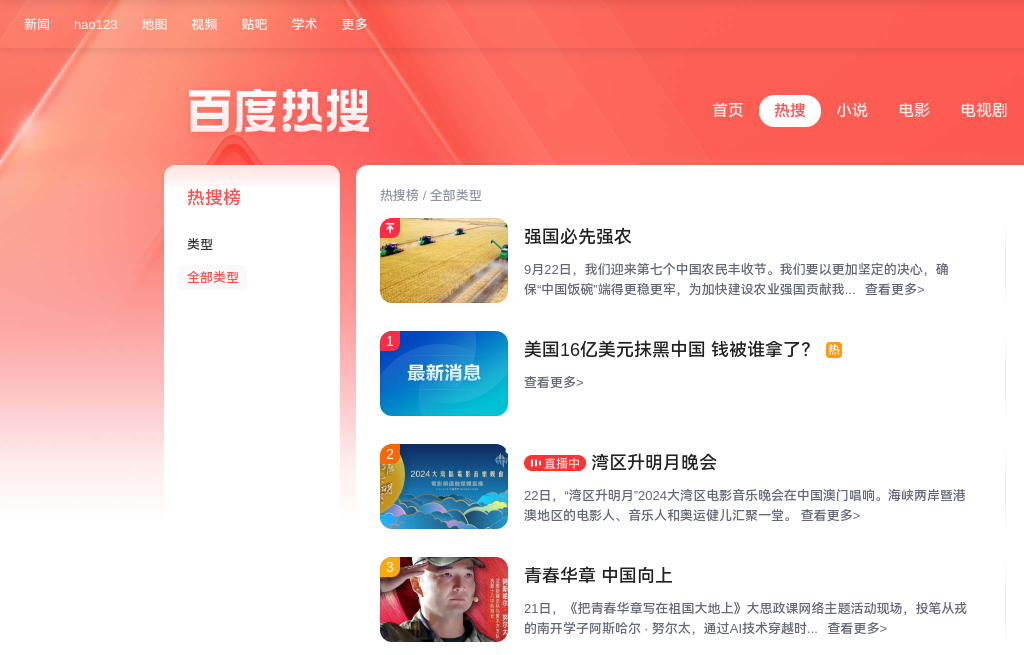 新闻 hao123 地图 视频 贴吧 学术 更多
百度热搜
首页 热搜 小说 电影 电视剧
热搜榜
类型
全部类型
热搜榜 / 全部类型
强国必先强农
9月22日，我们迎来第七个中国农民丰收节。我们要以更加坚定的决心，确
保“中国饭碗”端得更稳更牢，为加快建设农业强国贡献我... 查看更多>
1
最新消息
美国16亿美元抹黑中国 钱被谁拿了？ 热
查看更多>
2
2024大灣區電影音樂晚會
直播中 湾区升明月晚会
22日，“湾区升明月”2024大湾区电影音乐晚会在中国澳门唱响。海峡两岸暨港
澳地区的电影人、音乐人和奥运健儿汇聚一堂。 查看更多>
3
阿斯哈尔·努尔太
青春华章 中国向上
21日，《把青春华章写在祖国大地上》大思政课网络主题活动现场，投笔从戎
的南开学子阿斯哈尔 · 努尔太，通过AI技术穿越时... 查看更多>